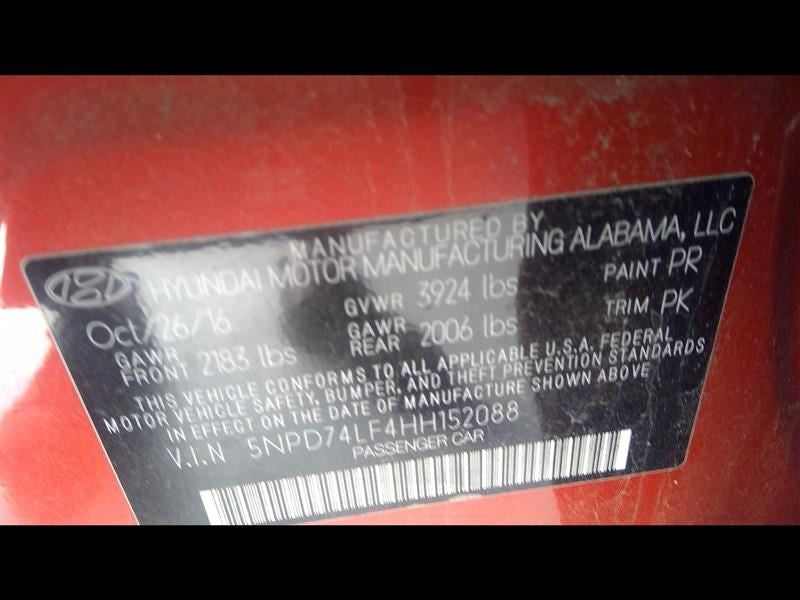 MANUFACTURED BY
HYUNDAI MOTOR MANUFACTURING ALABAMA, LLC
Oct/26/16 GVWR 3924 lbs PAINT PR
GAWR FRONT 2183 lbs GAWR REAR 2006 lbs TRIM PK
THIS VEHICLE CONFORMS TO ALL APPLICABLE U.S.A. FEDERAL
MOTOR VEHICLE SAFETY, BUMPER, AND THEFT PREVENTION STANDARDS
IN EFFECT ON THE DATE OF MANUFACTURE SHOWN ABOVE
V.I.N 5NPD74LF4HH152088
PASSENGER CAR